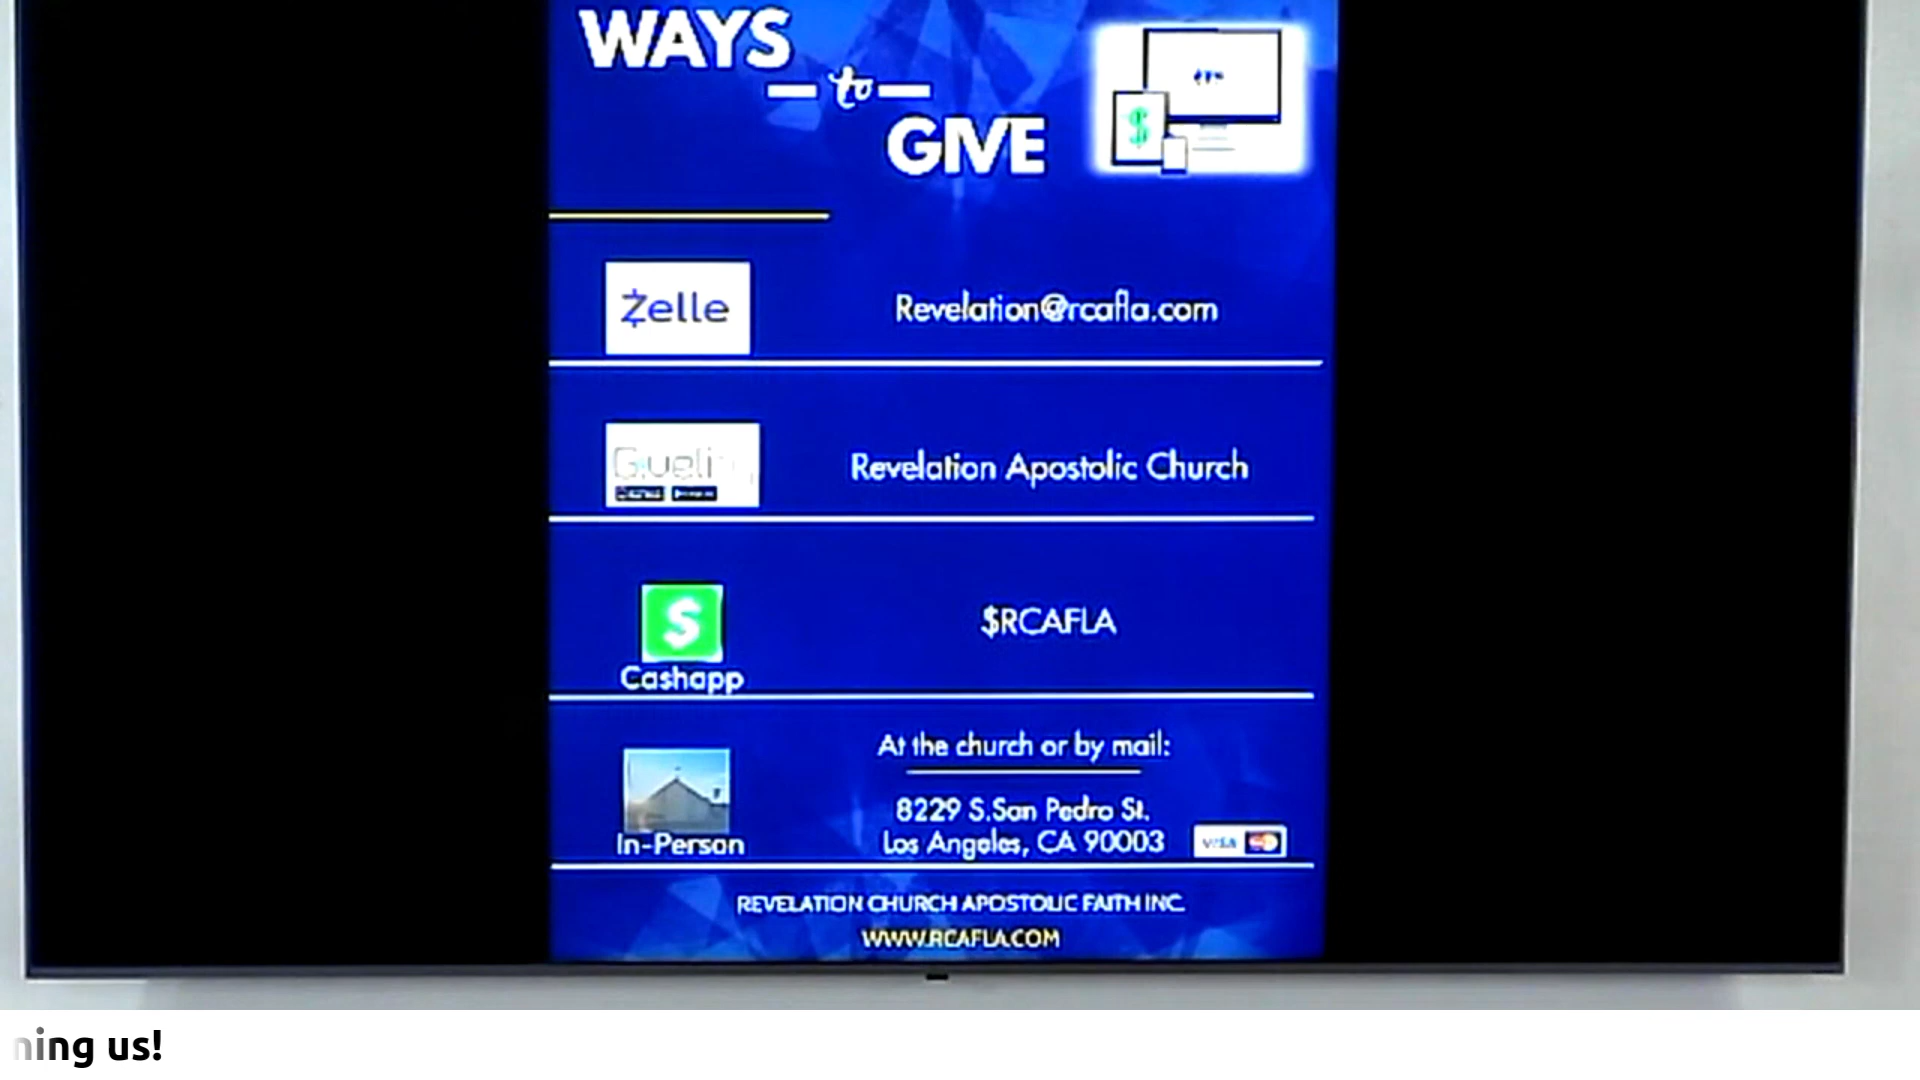 WAYS
to
GIVE
$
Zelle
Revelation@rcafla.com
Revelation Apostolic Church
$
$RCAFLA
Cashapp
At the church or by mail:
8229 S.San Pedro St.
Los Angeles, CA 90003
VISA
In-Person
REVELATION CHURCH APOSTOLIC FAITH INC.
WWW.RCAFLA.COM
ning us!